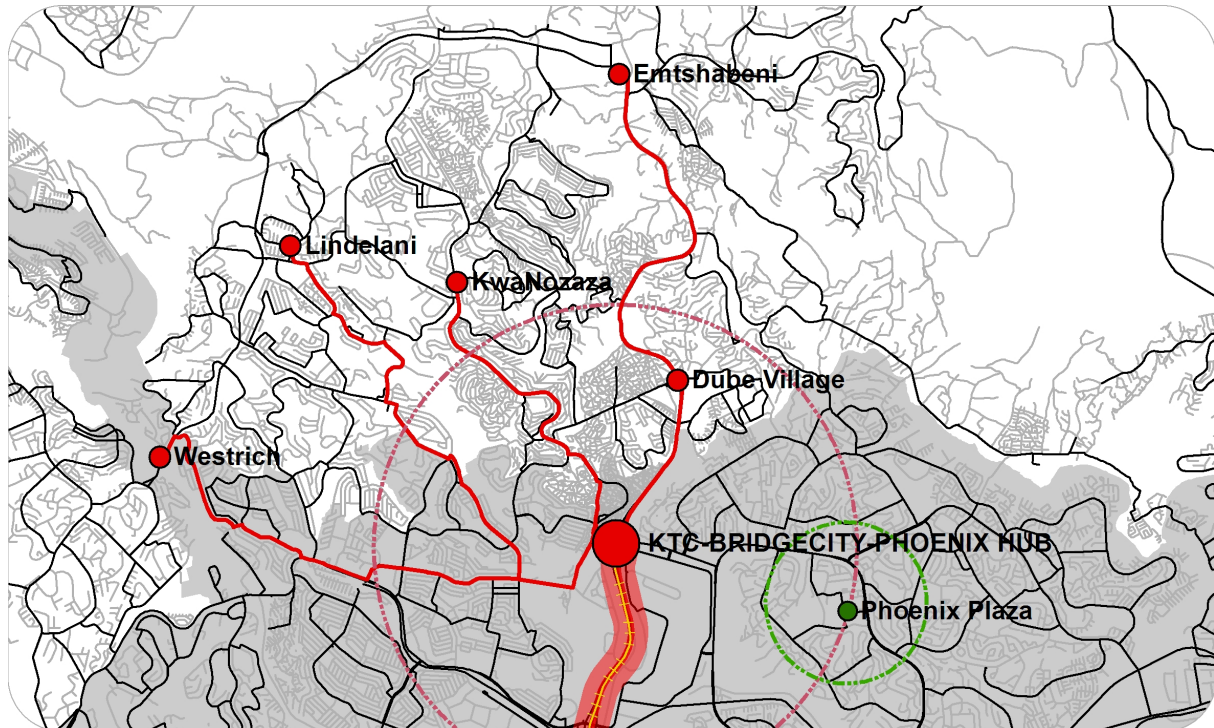 Emtshabeni
Lindelani
KwaNozaza
Dube Village
Westrich
KTC-BRIDGECITY-PHOENIX HUB
Phoenix Plaza